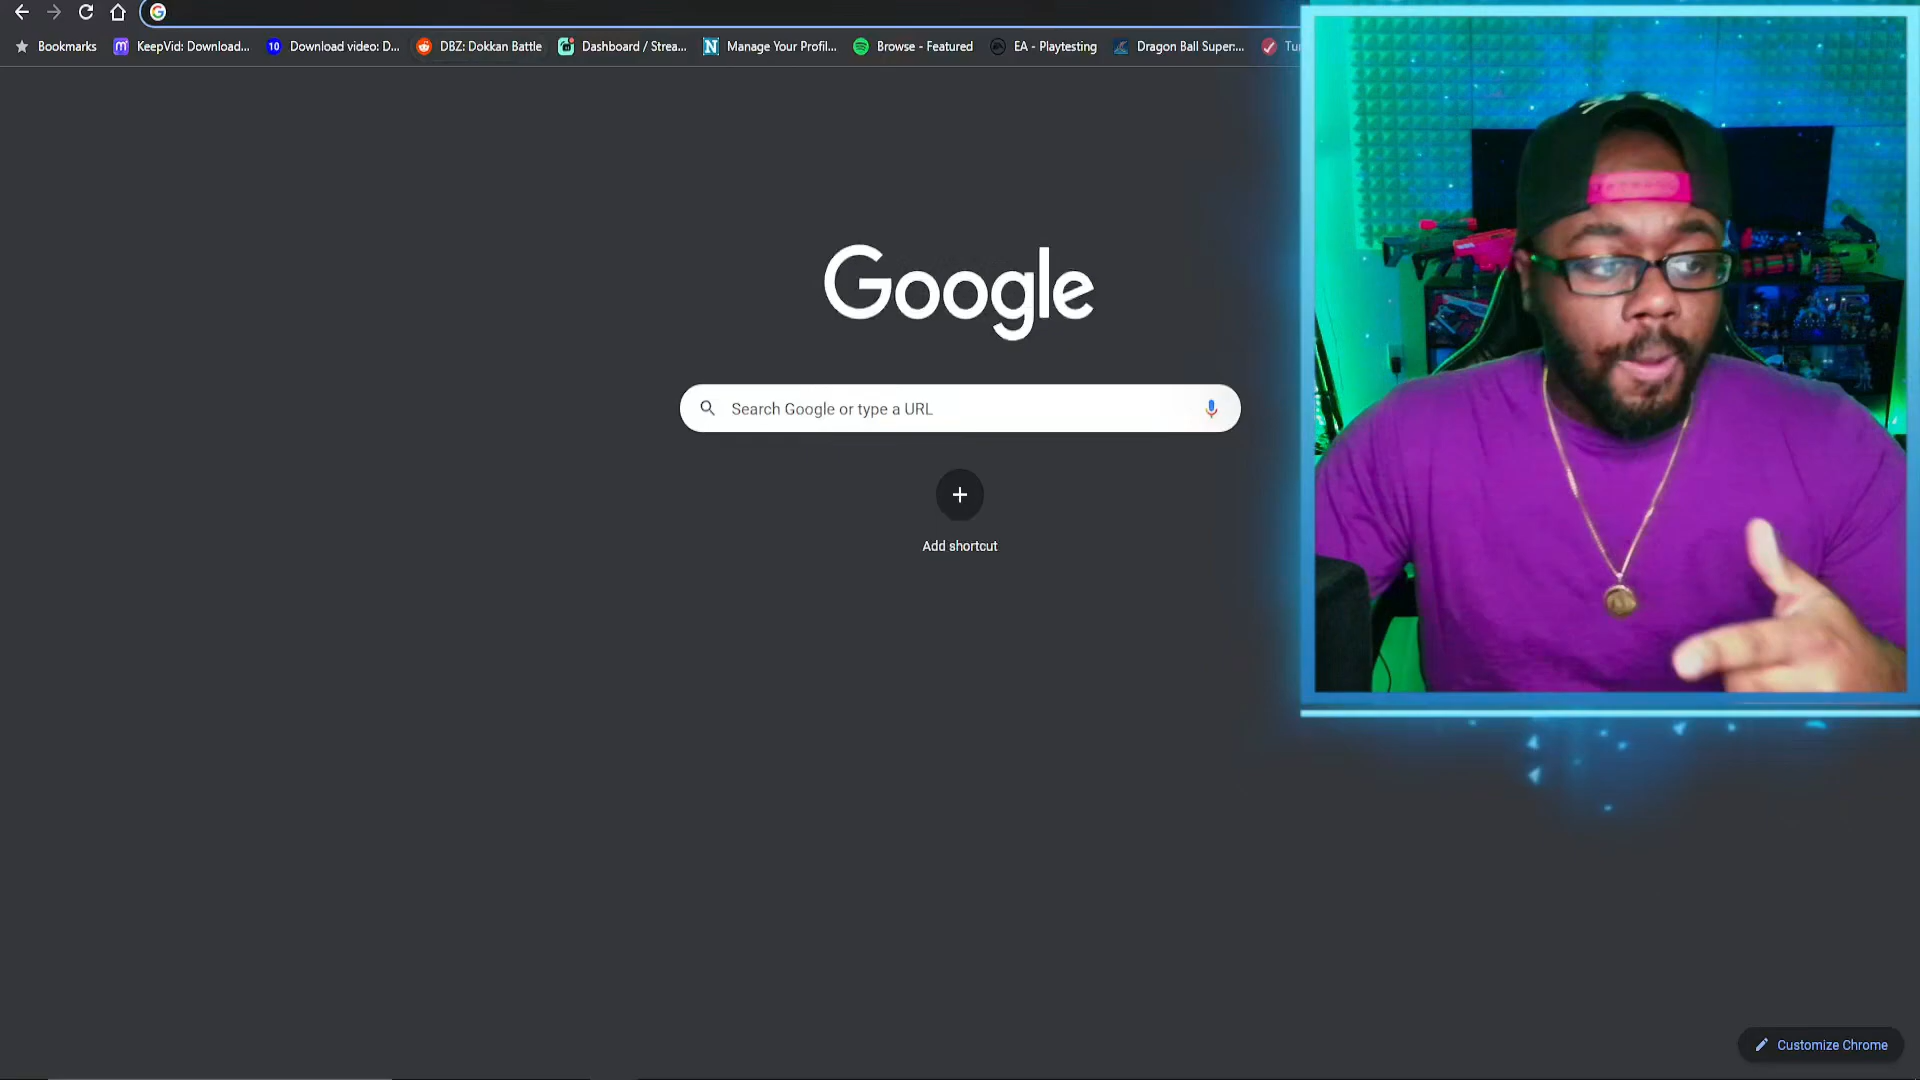 Bookmarks KeepVid: Download... 10 Download video: D... DBZ: Dokkan Battle Dashboard / Strea... N Manage Your Profil... Browse - Featured EA - Playtesting Dragon Ball Super:...
Google
Search Google or type a URL
+
Add shortcut
Customize Chrome